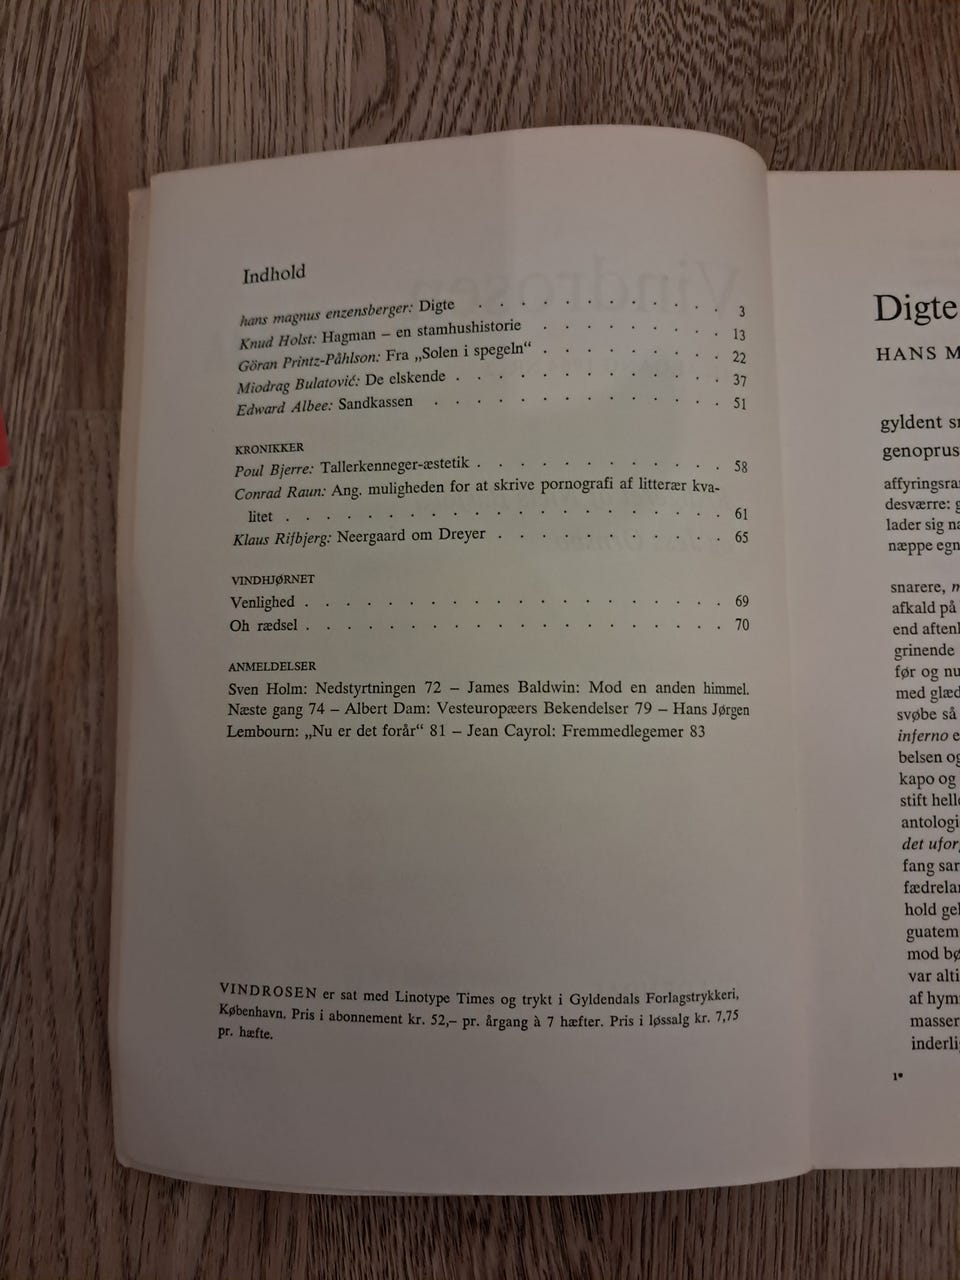 Indhold
hans magnus enzensberger: Digte . . . . . . . . . . . . 3
Knud Holst: Hagman – en stamhushistorie . . . . . . . . . 13
Göran Printz-Påhlson: Fra „Solen i spegeln“ . . . . . . . . . 22
Miodrag Bulatović: De elskende . . . . . . . . . . . . . 37
Edward Albee: Sandkassen . . . . . . . . . . . . . . 51
KRONIKKER
Poul Bjerre: Tallerkenneger-æstetik . . . . . . . . . . . . 58
Conrad Raun: Ang. muligheden for at skrive pornografi af litterær kva-
litet . . . . . . . . . . . . . . . . . . . . . 61
Klaus Rifbjerg: Neergaard om Dreyer . . . . . . . . . . . 65
VINDHJØRNET
Venlighed . . . . . . . . . . . . . . . . . . . . 69
Oh rædsel . . . . . . . . . . . . . . . . . . . . 70
ANMELDELSER
Sven Holm: Nedstyrtningen 72 – James Baldwin: Mod en anden himmel.
Næste gang 74 – Albert Dam: Vesteuropæers Bekendelser 79 – Hans Jørgen
Lembourn: „Nu er det forår“ 81 – Jean Cayrol: Fremmedlegemer 83
VINDROSEN er sat med Linotype Times og trykt i Gyldendals Forlagstrykkeri,
København. Pris i abonnement kr. 52,– pr. årgang à 7 hæfter. Pris i løssalg kr. 7,75
pr. hæfte.
Digte
HANS M
gyldent
genoprus
affyringsra
desværre: g
lader sig
næppe egn
snarere,
afkald på
end aften
grinende
før og nu
med glæd
svøbe så
inferno e
belsen og
kapo og
stift hell
antologi
det ufor
fang sar
fædrela
hold gel
guatem
mod bø
var alti
af hym
masser
inderli
1*